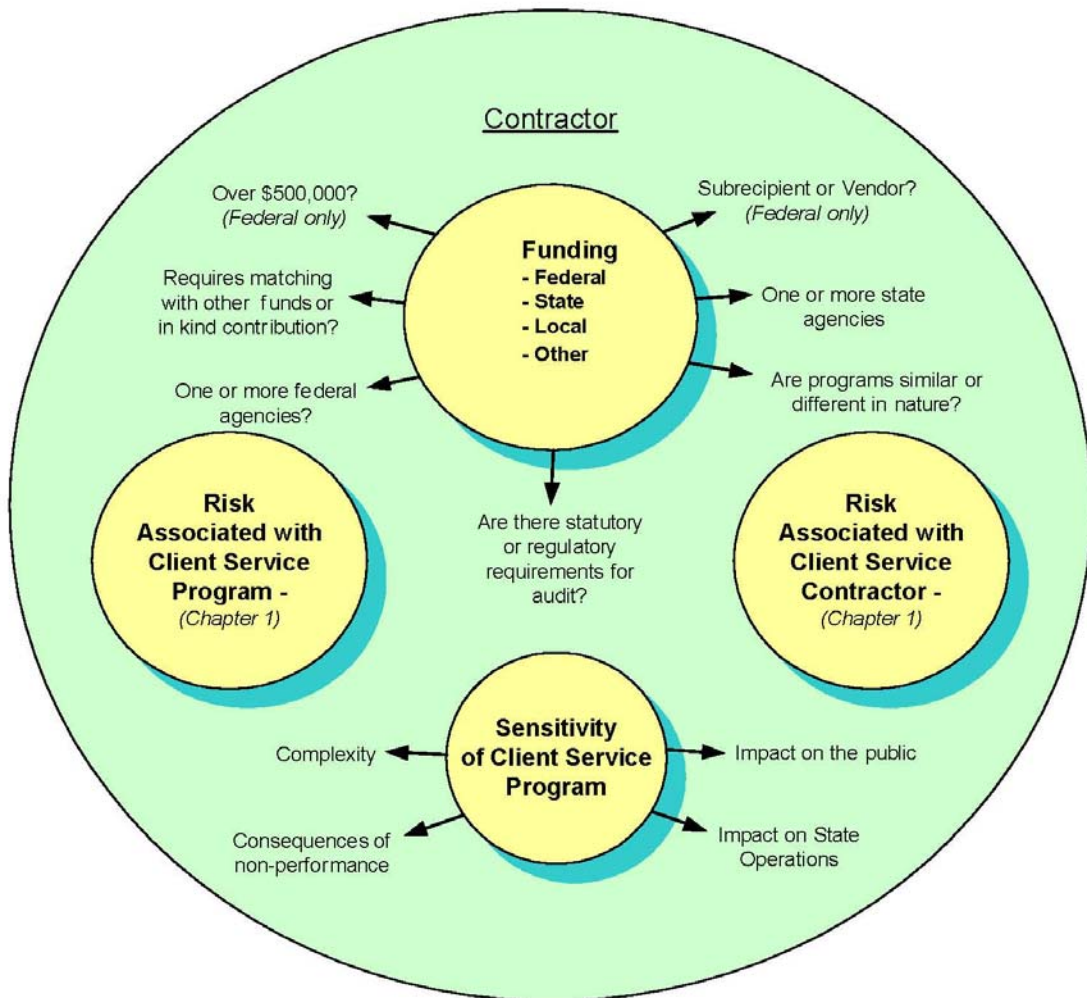 Contractor
Over $500,000?
(Federal only)
Subrecipient or Vendor?
(Federal only)
Funding
- Federal
- State
- Local
- Other
Requires matching
with other funds or
in kind contribution?
One or more state
agencies
One or more federal
agencies?
Are programs similar or
different in nature?
Are there statutory
or regulatory
requirements for
audit?
Risk
Associated with
Client Service
Program -
(Chapter 1)
Risk
Associated with
Client Service
Contractor -
(Chapter 1)
Sensitivity
of Client Service
Program
Complexity
Impact on the public
Consequences of
non-performance
Impact on State
Operations